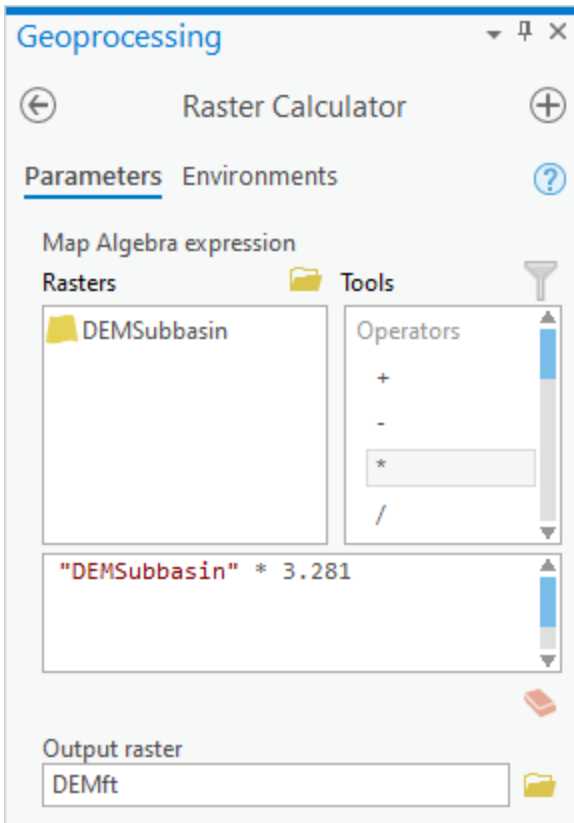 Geoprocessing
Raster Calculator
Parameters Environments
?
Map Algebra expression
Rasters Tools
DEMSubbasin Operators
+
-
*
/
"DEMSubbasin" * 3.281
Output raster
DEMft